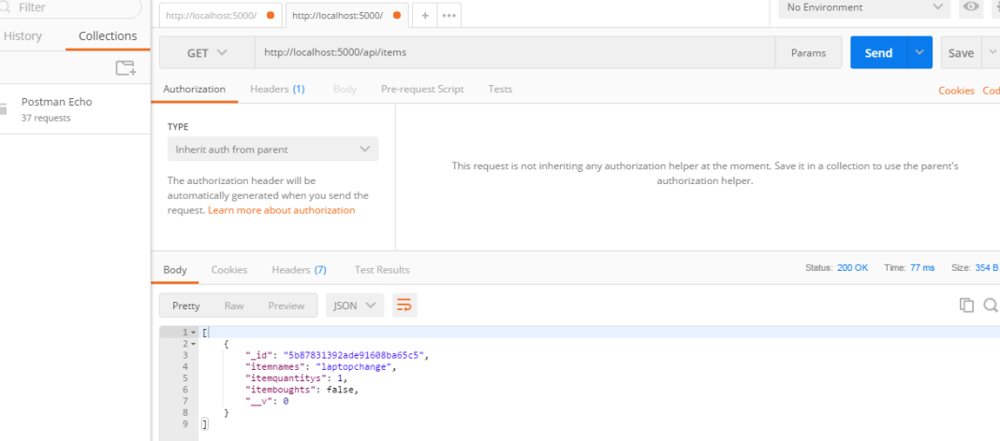 Filter
http://localhost:5000/
http://localhost:5000/
+
•••
No Environment
History
Collections
GET
http://localhost:5000/api/items
Params
Send
Save
Authorization
Headers (1)
Body
Pre-request Script
Tests
Cookies
Cod
Postman Echo
37 requests
TYPE
Inherit auth from parent
The authorization header will be
automatically generated when you send the
request. Learn more about authorization
This request is not inheriting any authorization helper at the moment. Save it in a collection to use the parent's
authorization helper.
Body
Cookies
Headers (7)
Test Results
Status: 200 OK
Time: 77 ms
Size: 354 B
Pretty
Raw
Preview
JSON
1 [
2 {
3 "_id": "5b87831392ade91608ba65c5",
4 "itemnames": "laptopchange",
5 "itemquantitys": 1,
6 "itemboughts": false,
7 "__v": 0
8 }
9 ]